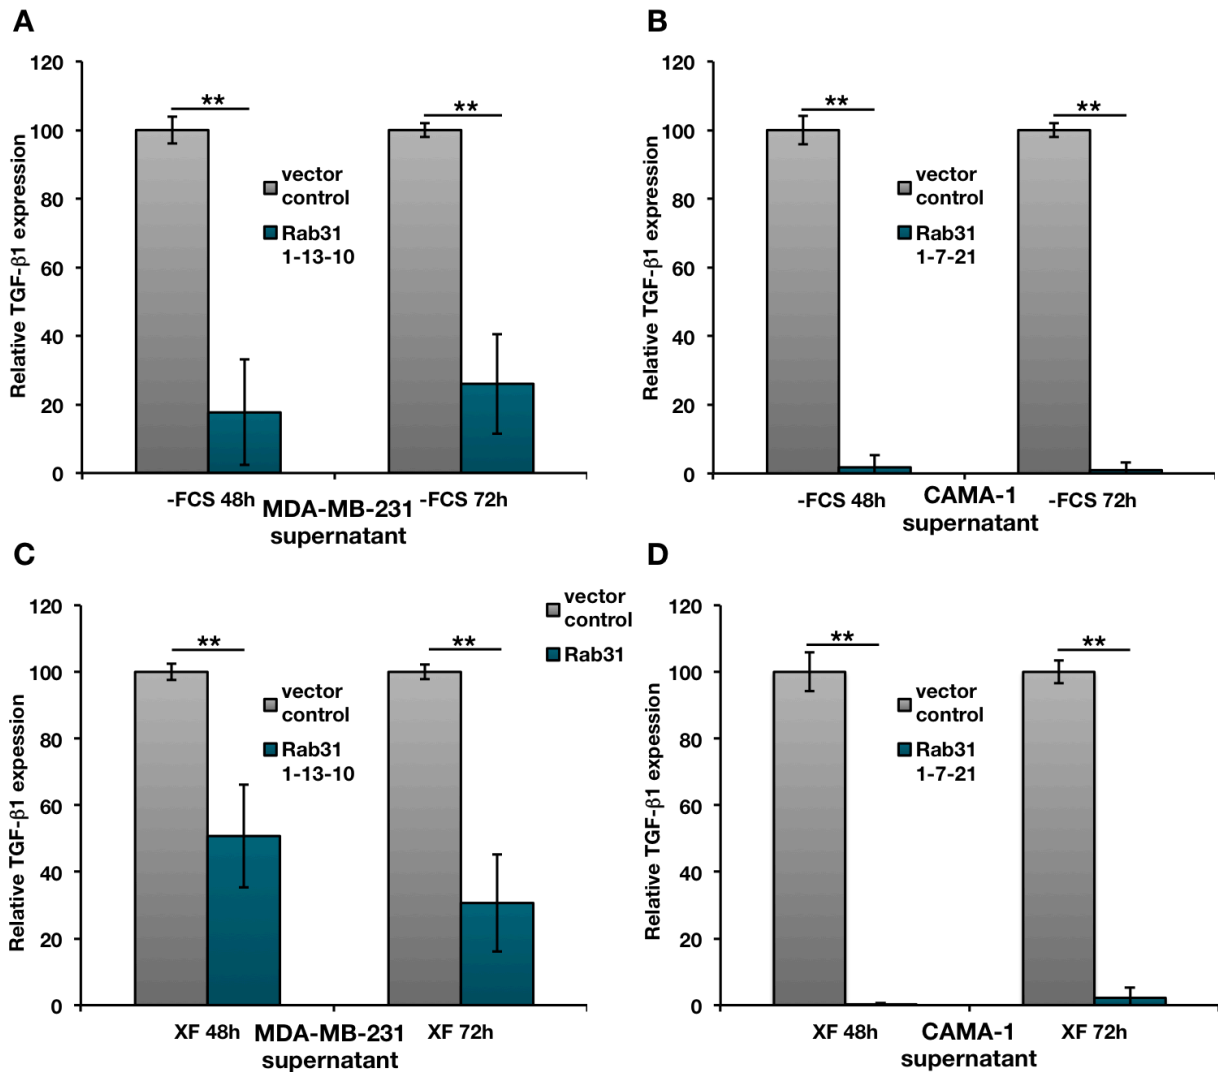 A
120
100
80
60
40
20
0
Relative TGF-β1 expression
**
**
vector
control
Rab31
1-13-10
-FCS 48h
-FCS 72h
MDA-MB-231
supernatant
B
120
100
80
60
40
20
0
Relative TGF-β1 expression
**
**
vector
control
Rab31
1-7-21
-FCS 48h
-FCS 72h
CAMA-1
supernatant
C
120
100
80
60
40
20
0
Relative TGF-β1 expession
**
**
vector
control
Rab31
1-13-10
vector
control
Rab31
XF 48h
XF 72h
MDA-MB-231
supernatant
D
120
100
80
60
40
20
0
Relative TGF-β1 expession
**
**
vector
control
Rab31
1-7-21
XF 48h
XF 72h
CAMA-1
supernatant